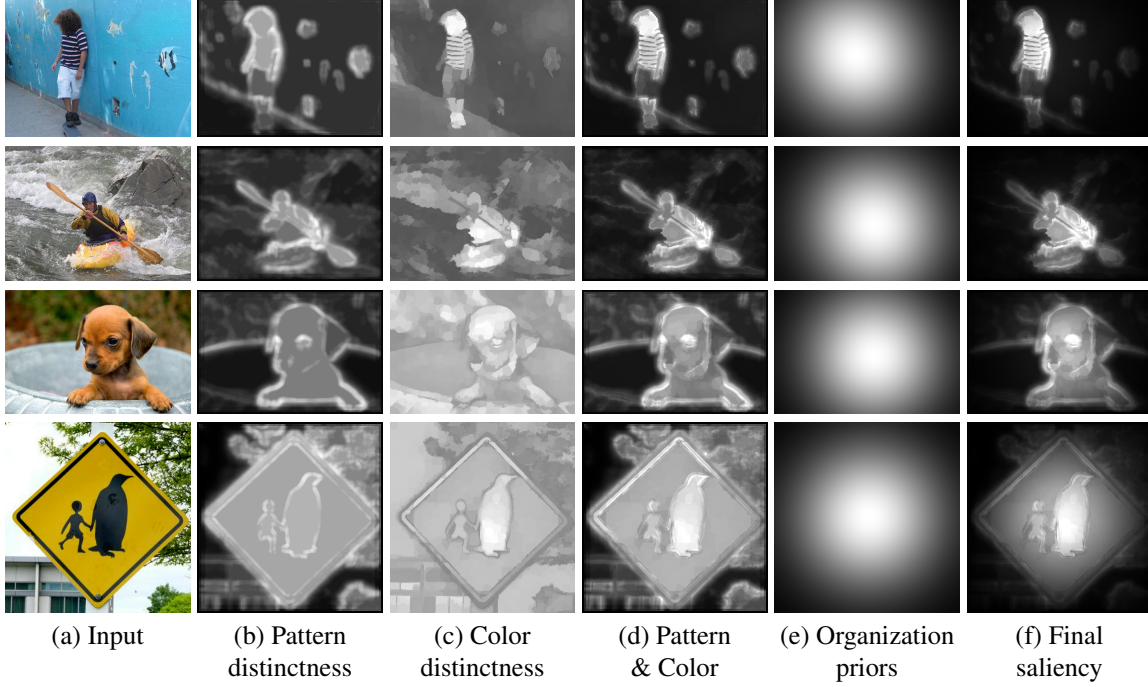 (a) Input
(b) Pattern
distinctness
(c) Color
distinctness
(d) Pattern
& Color
(e) Organization
priors
(f) Final
saliency